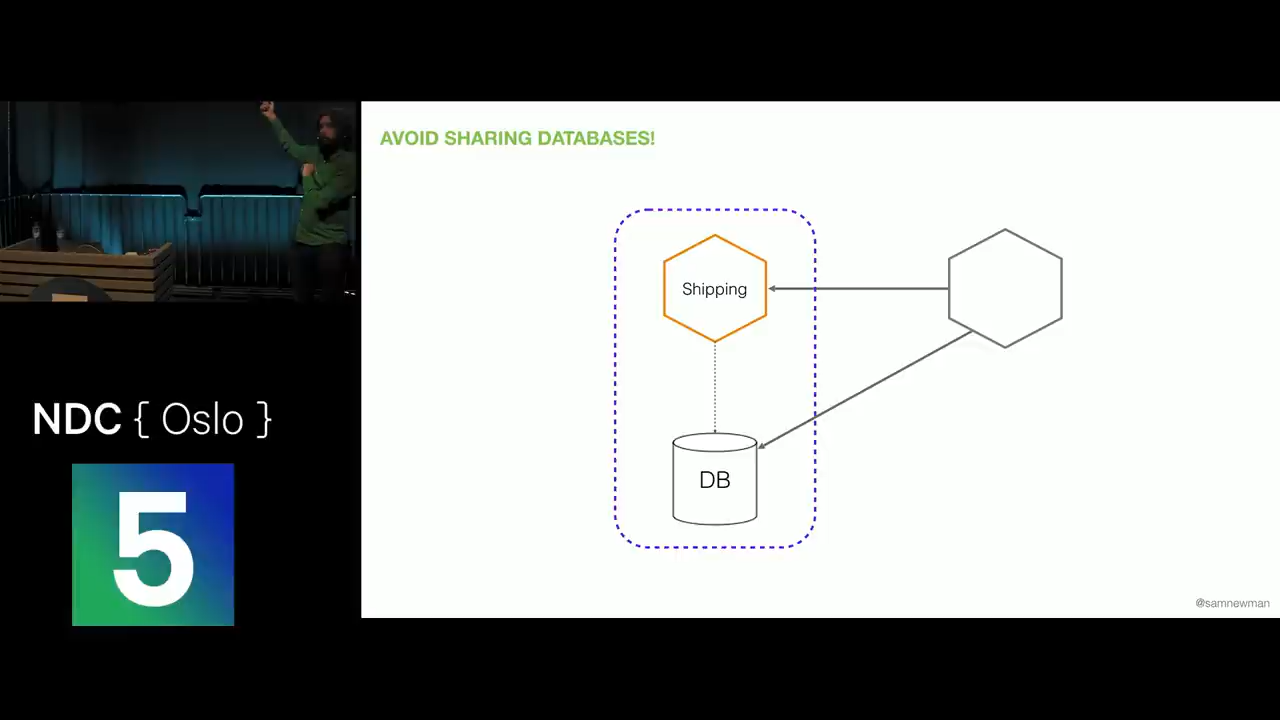 AVOID SHARING DATABASES!
Shipping
DB
NDC { Oslo }
5
@samnewman